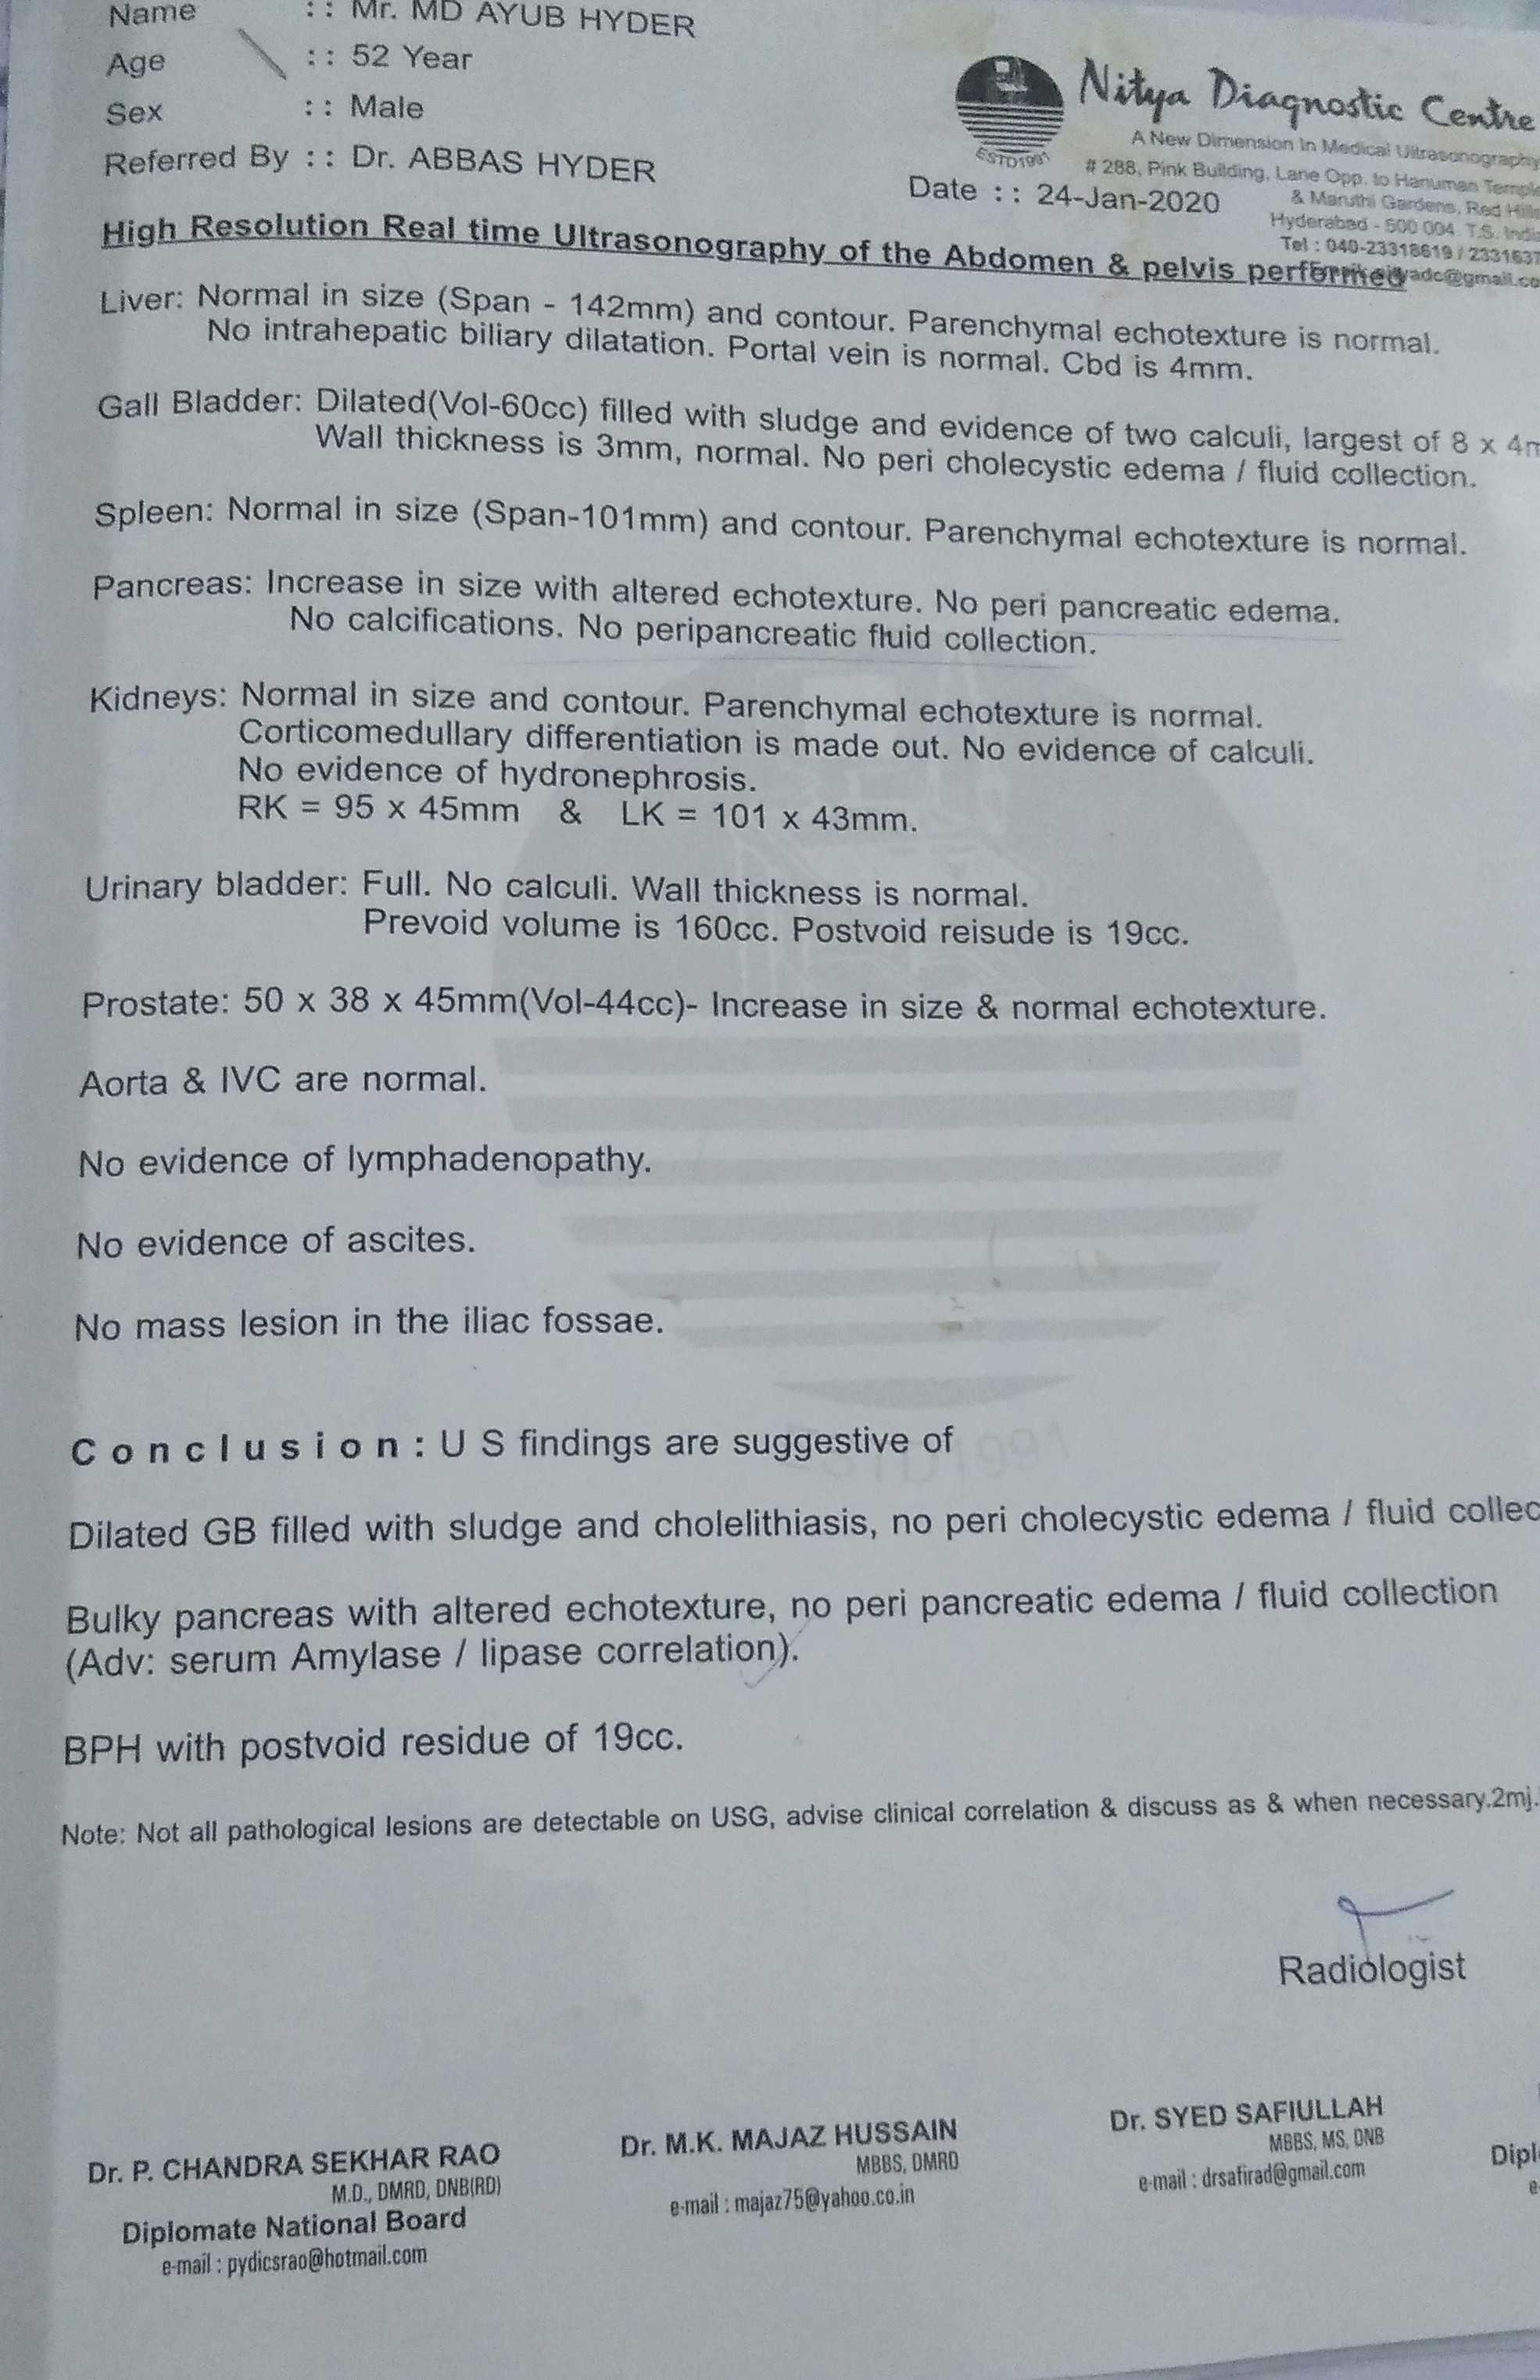 Name :: Mr. MD AYUB HYDER
Age :: 52 Year
Sex :: Male
Referred By :: Dr. ABBAS HYDER
Nitya Diagnostic Centre
A New Dimension In Medical Ultrasonography
# 288, Pink Building, Lane Opp. to Hanuman Temple
& Maruthi Gardens, Red Hills
Hyderabad - 500 004. T.S. India
Tel : 040-23318619 / 2331637
adc@gmail.co
ESTD1991
Date :: 24-Jan-2020
High Resolution Real time Ultrasonography of the Abdomen & pelvis performed
Liver: Normal in size (Span - 142mm) and contour. Parenchymal echotexture is normal.
No intrahepatic biliary dilatation. Portal vein is normal. Cbd is 4mm.
Gall Bladder: Dilated(Vol-60cc) filled with sludge and evidence of two calculi, largest of 8 x 4m
Wall thickness is 3mm, normal. No peri cholecystic edema / fluid collection.
Spleen: Normal in size (Span-101mm) and contour. Parenchymal echotexture is normal.
Pancreas: Increase in size with altered echotexture. No peri pancreatic edema.
No calcifications. No peripancreatic fluid collection.
Kidneys: Normal in size and contour. Parenchymal echotexture is normal.
Corticomedullary differentiation is made out. No evidence of calculi.
No evidence of hydronephrosis.
RK = 95 x 45mm & LK = 101 x 43mm.
Urinary bladder: Full. No calculi. Wall thickness is normal.
Prevoid volume is 160cc. Postvoid reisude is 19cc.
Prostate: 50 x 38 x 45mm(Vol-44cc)- Increase in size & normal echotexture.
Aorta & IVC are normal.
No evidence of lymphadenopathy.
No evidence of ascites.
No mass lesion in the iliac fossae.
Conclusion: U S findings are suggestive of
Dilated GB filled with sludge and cholelithiasis, no peri cholecystic edema / fluid collec
Bulky pancreas with altered echotexture, no peri pancreatic edema / fluid collection
(Adv: serum Amylase / lipase correlation).
BPH with postvoid residue of 19cc.
Note: Not all pathological lesions are detectable on USG, advise clinical correlation & discuss as & when necessary.2mj.
Radiologist
Dr. P. CHANDRA SEKHAR RAO
M.D., DMRD, DNB(RD)
Diplomate National Board
e-mail : pydicsrao@hotmail.com
Dr. M.K. MAJAZ HUSSAIN
MBBS, DMRD
e-mail : majaz75@yahoo.co.in
Dr. SYED SAFIULLAH
MBBS, MS, DNB
e-mail : drsafirad@gmail.com
Dipl
e